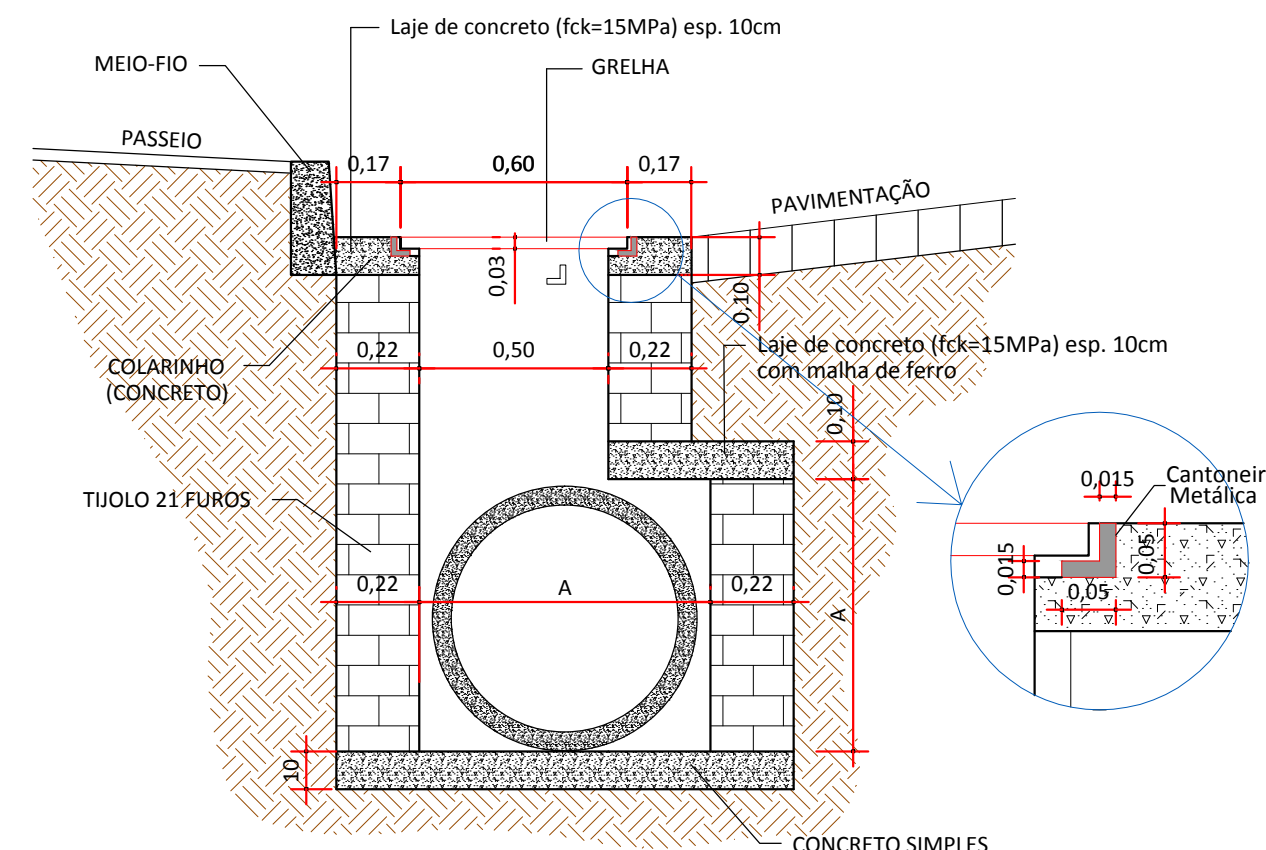 Laje de concreto (fck=15MPa) esp. 10cm
MEIO-FIO
GRELHA
PASSEIO
0,17
0,60
0,17
PAVIMENTAÇÃO
0,03
0,10
0,22
0,50
0,22
COLARINHO
(CONCRETO)
Laje de concreto (fck=15MPa) esp. 10cm
com malha de ferro
0,10
TIJOLO 21 FUROS
0,22
A
0,22
A
0,015
Cantoneir
Metálica
0,015
0,05
0,05
10
CONCRETO SIMPLES